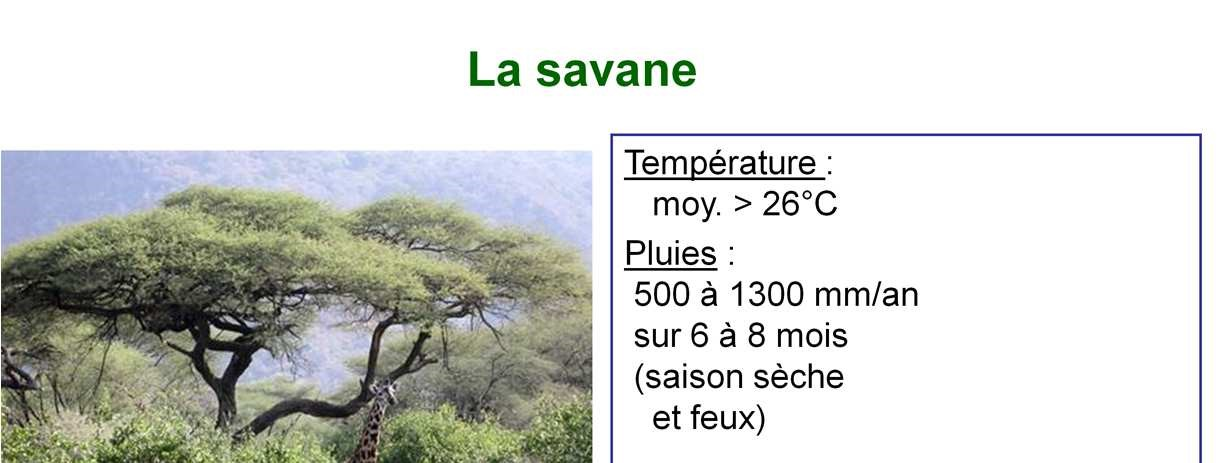 La savane
Température :
moy. > 26°C
Pluies :
500 à 1300 mm/an
sur 6 à 8 mois
(saison sèche
et feux)